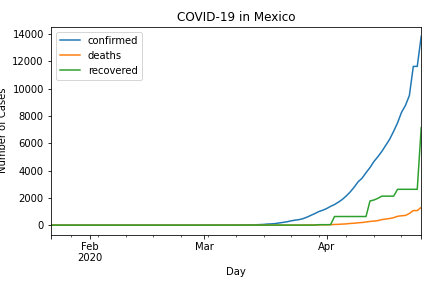 COVID-19 in Mexico
confirmed
deaths
recovered
14000
12000
10000
8000
6000
4000
2000
0
Number of Cases
Feb
2020
Mar
Apr
Day